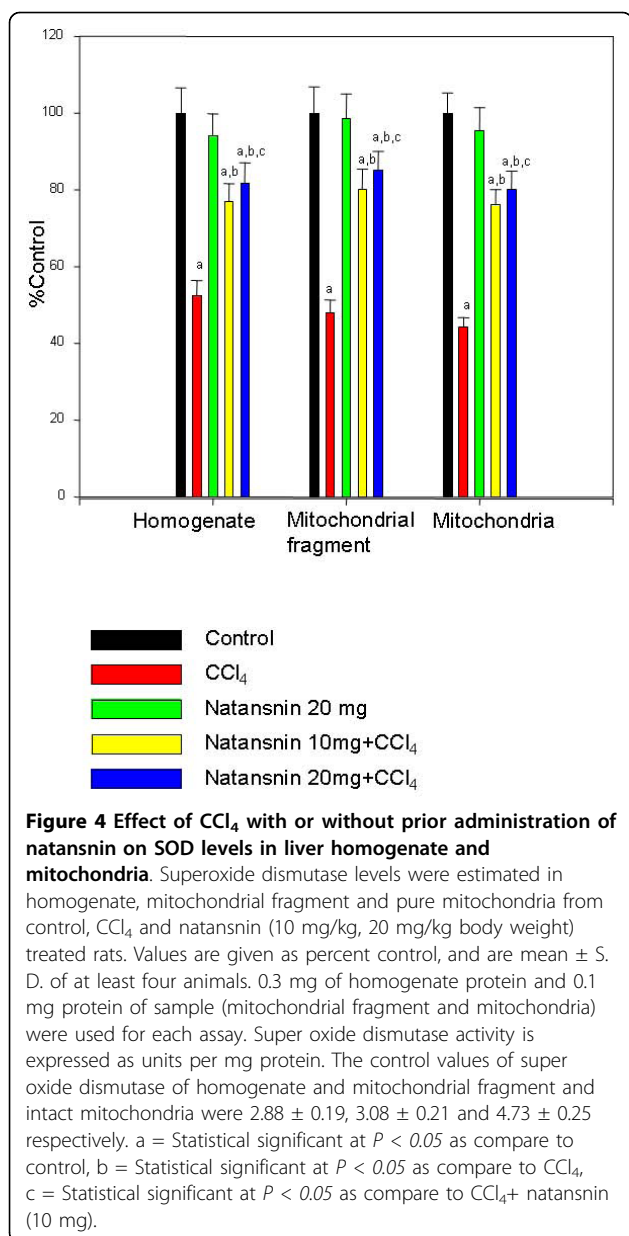 120
100
80
60
40
20
0
%Control
a
a,b
a,b,c
a
a,b
a,b,c
a
a,b
a,b,c
Homogenate
Mitochondrial
fragment
Mitochondria
Control
CCl₄
Natansnin 20 mg
Natansnin 10mg+CCl₄
Natansnin 20mg+CCl₄
Figure 4 Effect of CCl₄ with or without prior administration of
natansnin on SOD levels in liver homogenate and
mitochondria. Superoxide dismutase levels were estimated in
homogenate, mitochondrial fragment and pure mitochondria from
control, CCl₄ and natansnin (10 mg/kg, 20 mg/kg body weight)
treated rats. Values are given as percent control, and are mean ± S.
D. of at least four animals. 0.3 mg of homogenate protein and 0.1
mg protein of sample (mitochondrial fragment and mitochondria)
were used for each assay. Super oxide dismutase activity is
expressed as units per mg protein. The control values of super
oxide dismutase of homogenate and mitochondrial fragment and
intact mitochondria were 2.88 ± 0.19, 3.08 ± 0.21 and 4.73 ± 0.25
respectively. a = Statistical significant at P < 0.05 as compare to
control, b = Statistical significant at P < 0.05 as compare to CCl₄,
c = Statistical significant at P < 0.05 as compare to CCl₄+ natansnin
(10 mg).